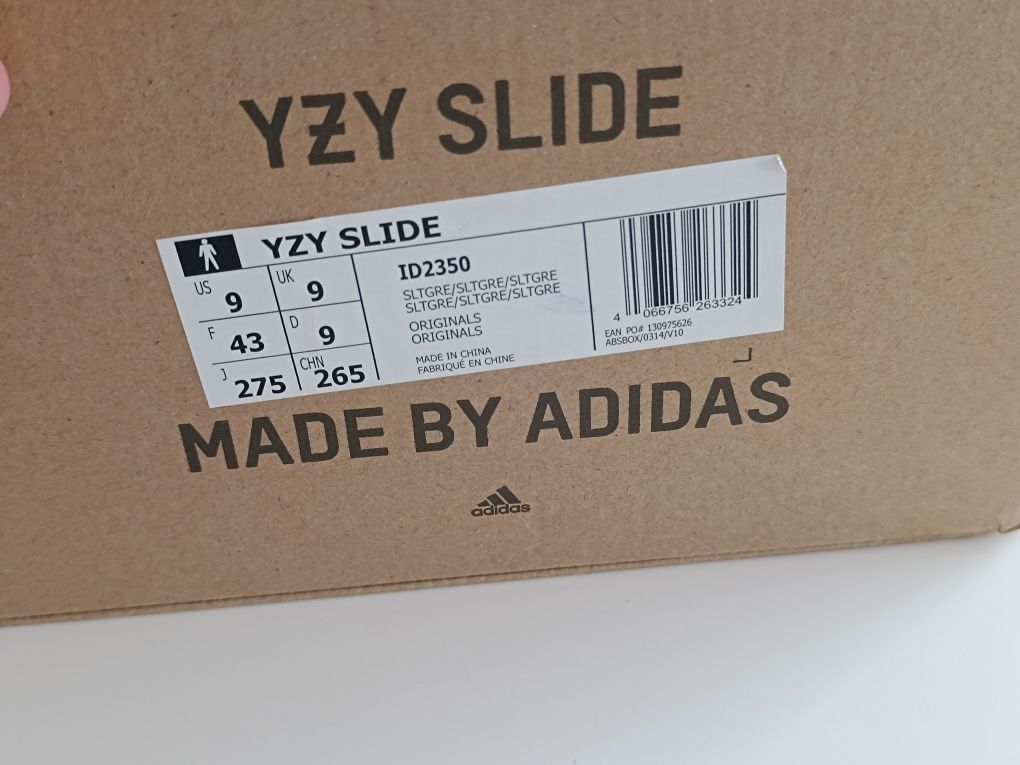 YZY SLIDE
YZY SLIDE
US 9 UK 9
F 43 D 9
J 275 CHN 265
ID2350
SLTGRE/SLTGRE/SLTGRE
SLTGRE/SLTGRE/SLTGRE
ORIGINALS
ORIGINALS
MADE IN CHINA
FABRIQUÉ EN CHINE
4 066756 263324
EAN PO# 130975626
ABSBOX/0314/V10
MADE BY ADIDAS
adidas